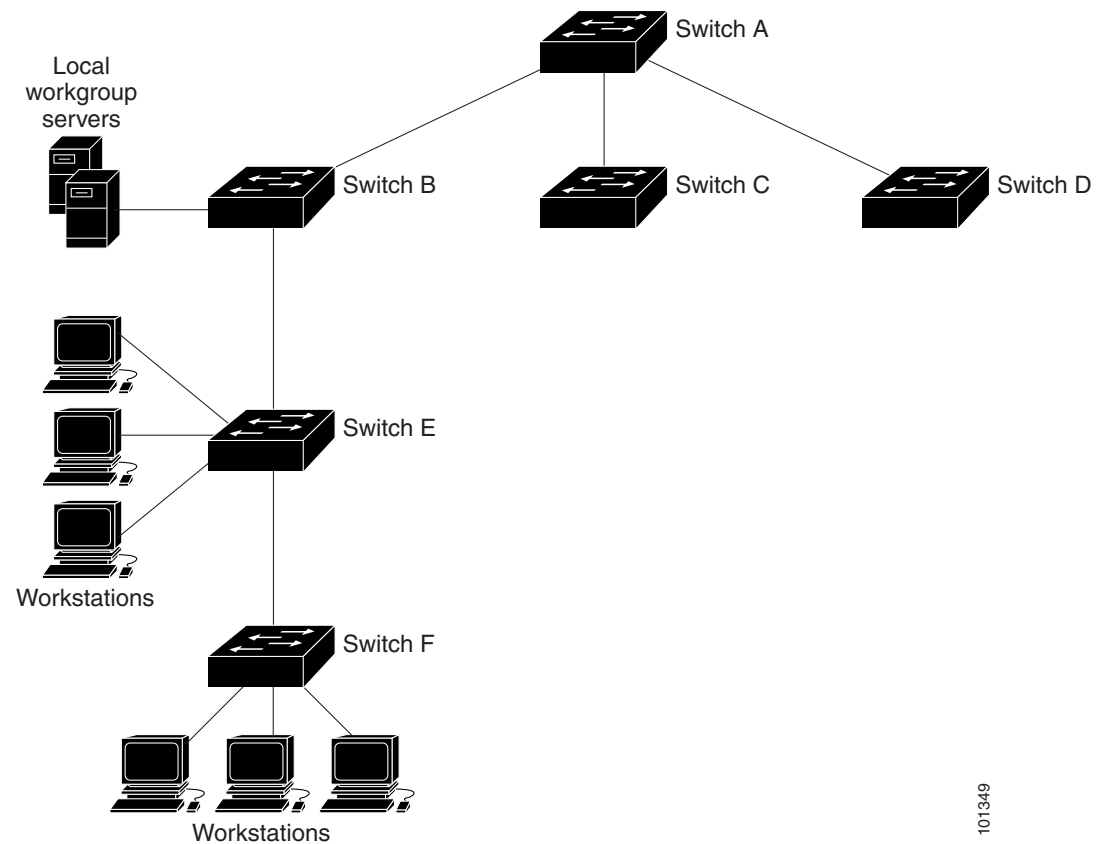 Switch A
Local
workgroup
servers
Switch B
Switch C
Switch D
Switch E
Workstations
Switch F
Workstations
101349